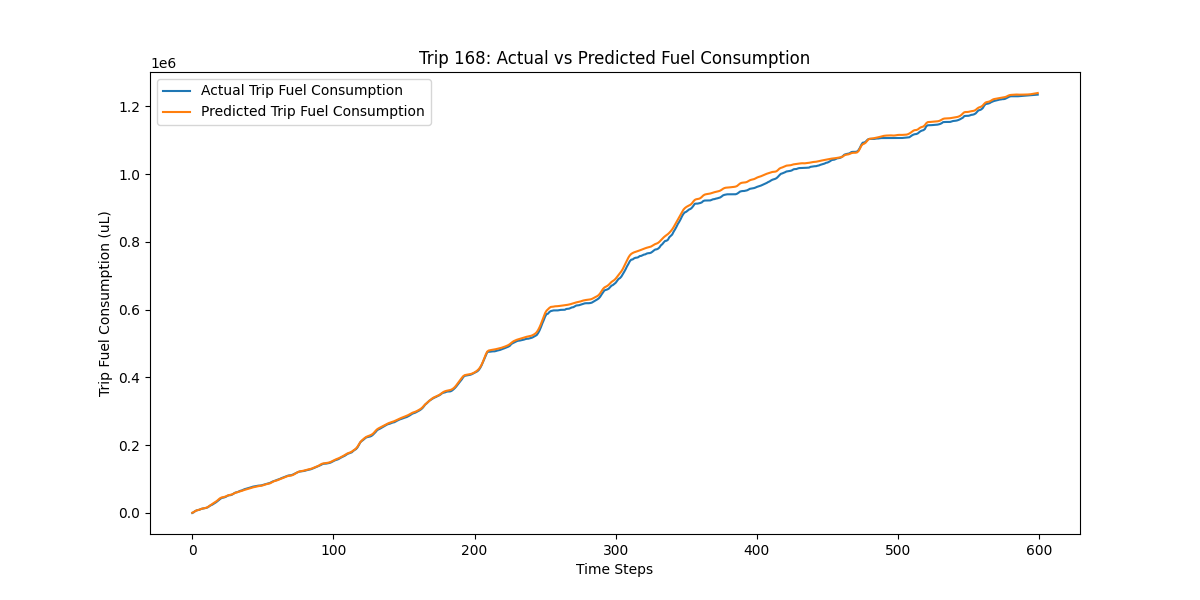 Trip 168: Actual vs Predicted Fuel Consumption
1e6
Actual Trip Fuel Consumption
Predicted Trip Fuel Consumption
1.2
1.0
0.8
0.6
0.4
0.2
0.0
Trip Fuel Consumption (uL)
0 100 200 300 400 500 600
Time Steps